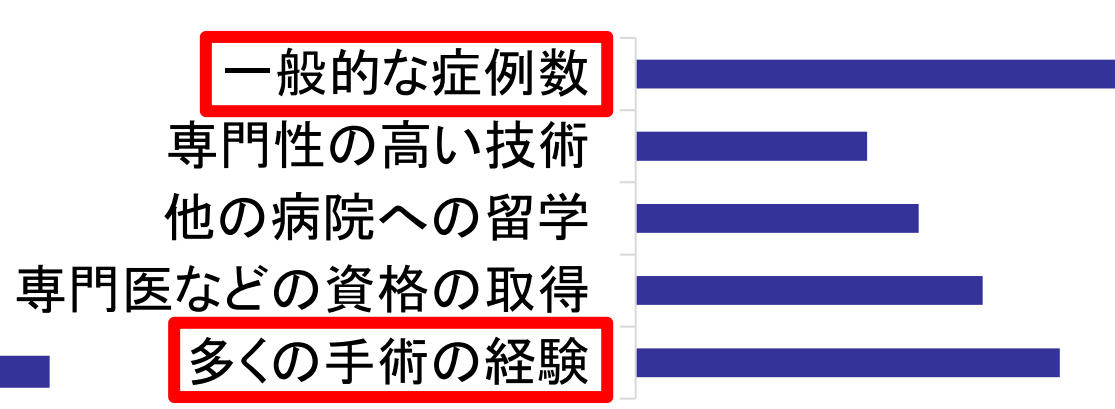 一般的な症例数
専門性の高い技術
他の病院への留学
専門医などの資格の取得
多くの手術の経験